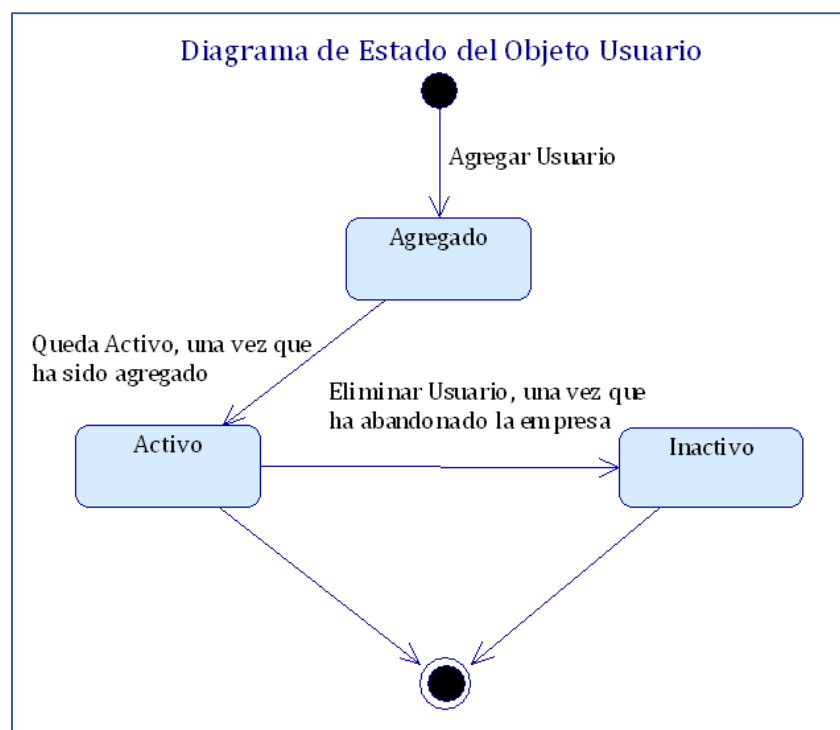 Diagrama de Estado del Objeto Usuario
Agregar Usuario
Agregado
Queda Activo, una vez que
ha sido agregado
Eliminar Usuario, una vez que
ha abandonado la empresa
Activo
Inactivo